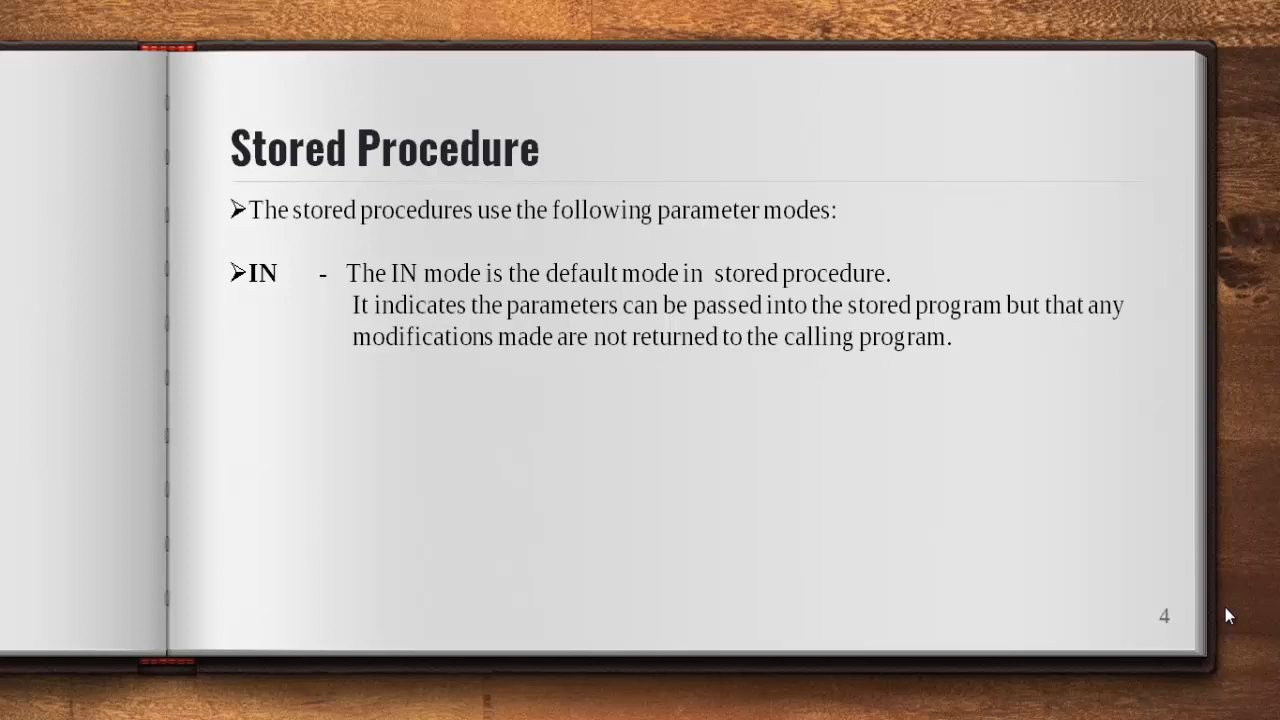 Stored Procedure
➢The stored procedures use the following parameter modes:
➢IN - The IN mode is the default mode in stored procedure.
It indicates the parameters can be passed into the stored program but that any
modifications made are not returned to the calling program.
4